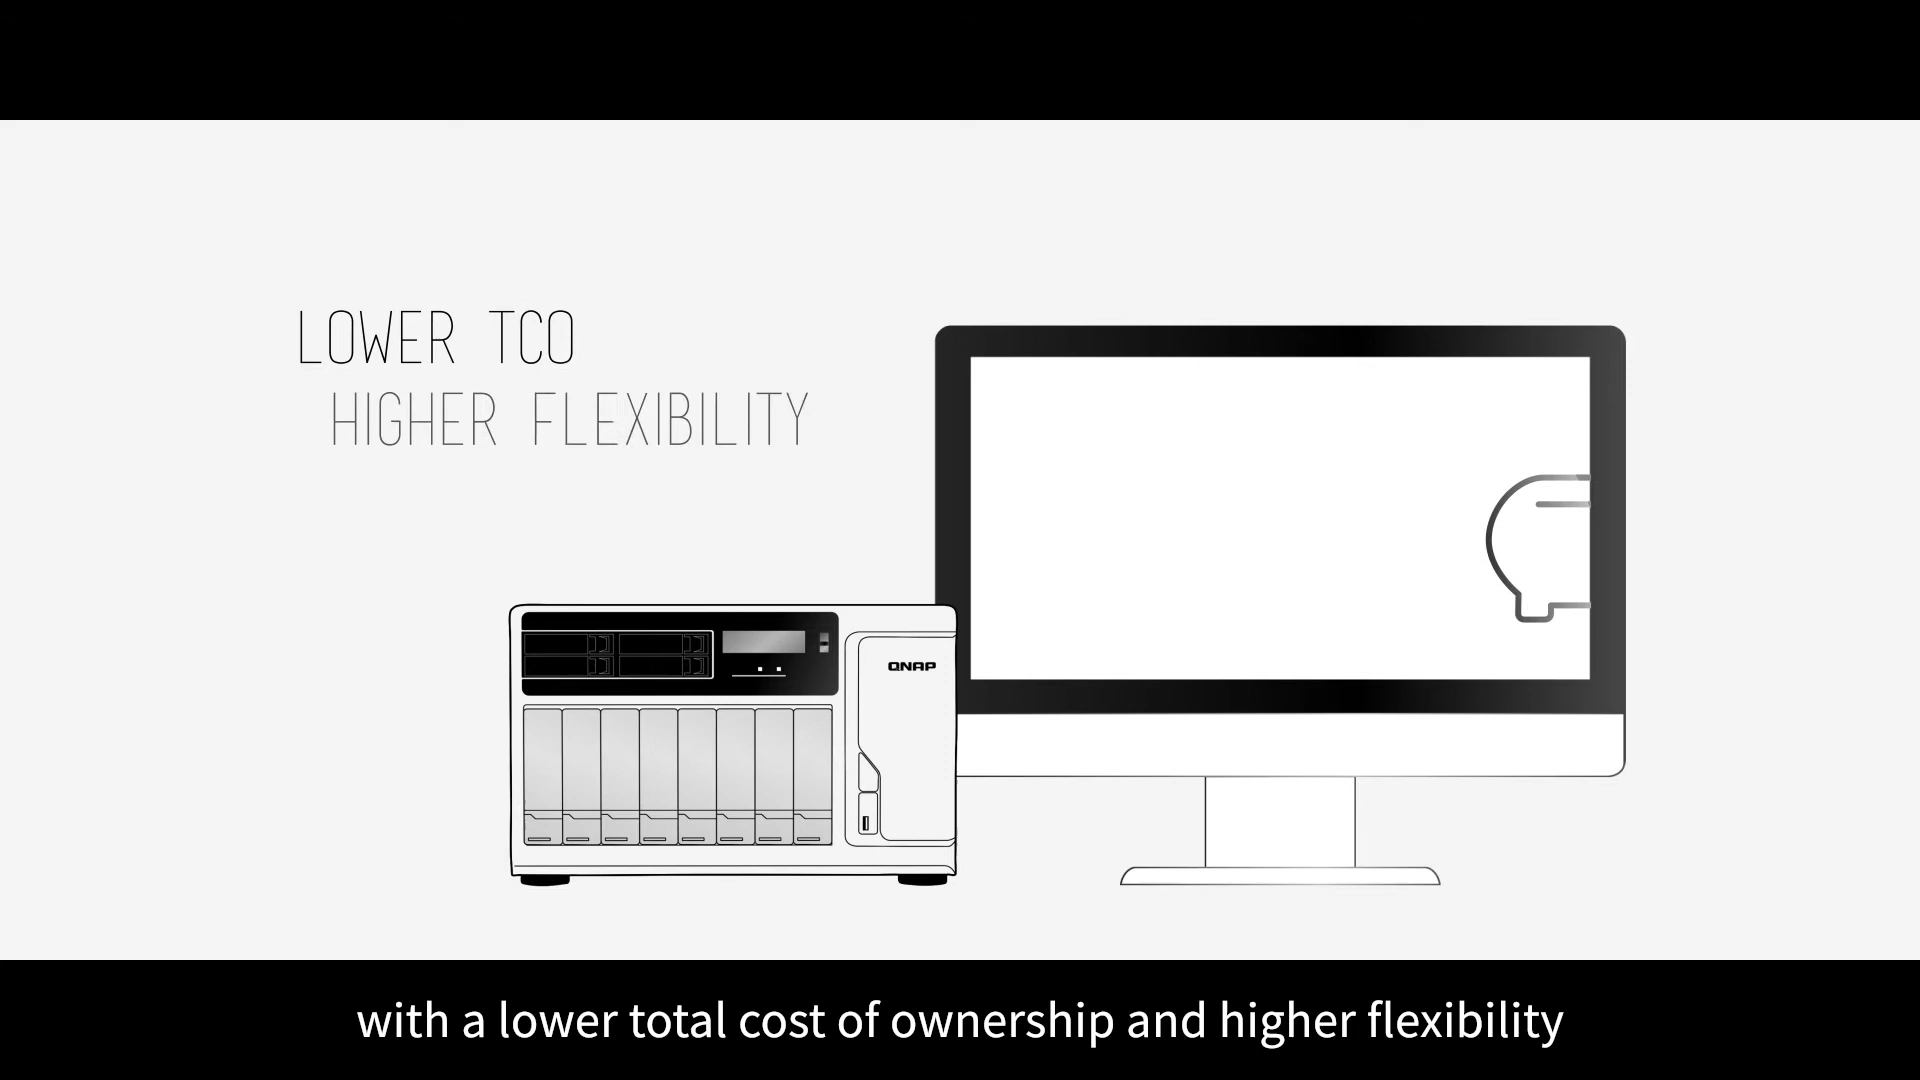 LOWER TCO
HIGHER FLEXIBILITY
QNAP
with a lower total cost of ownership and higher flexibility